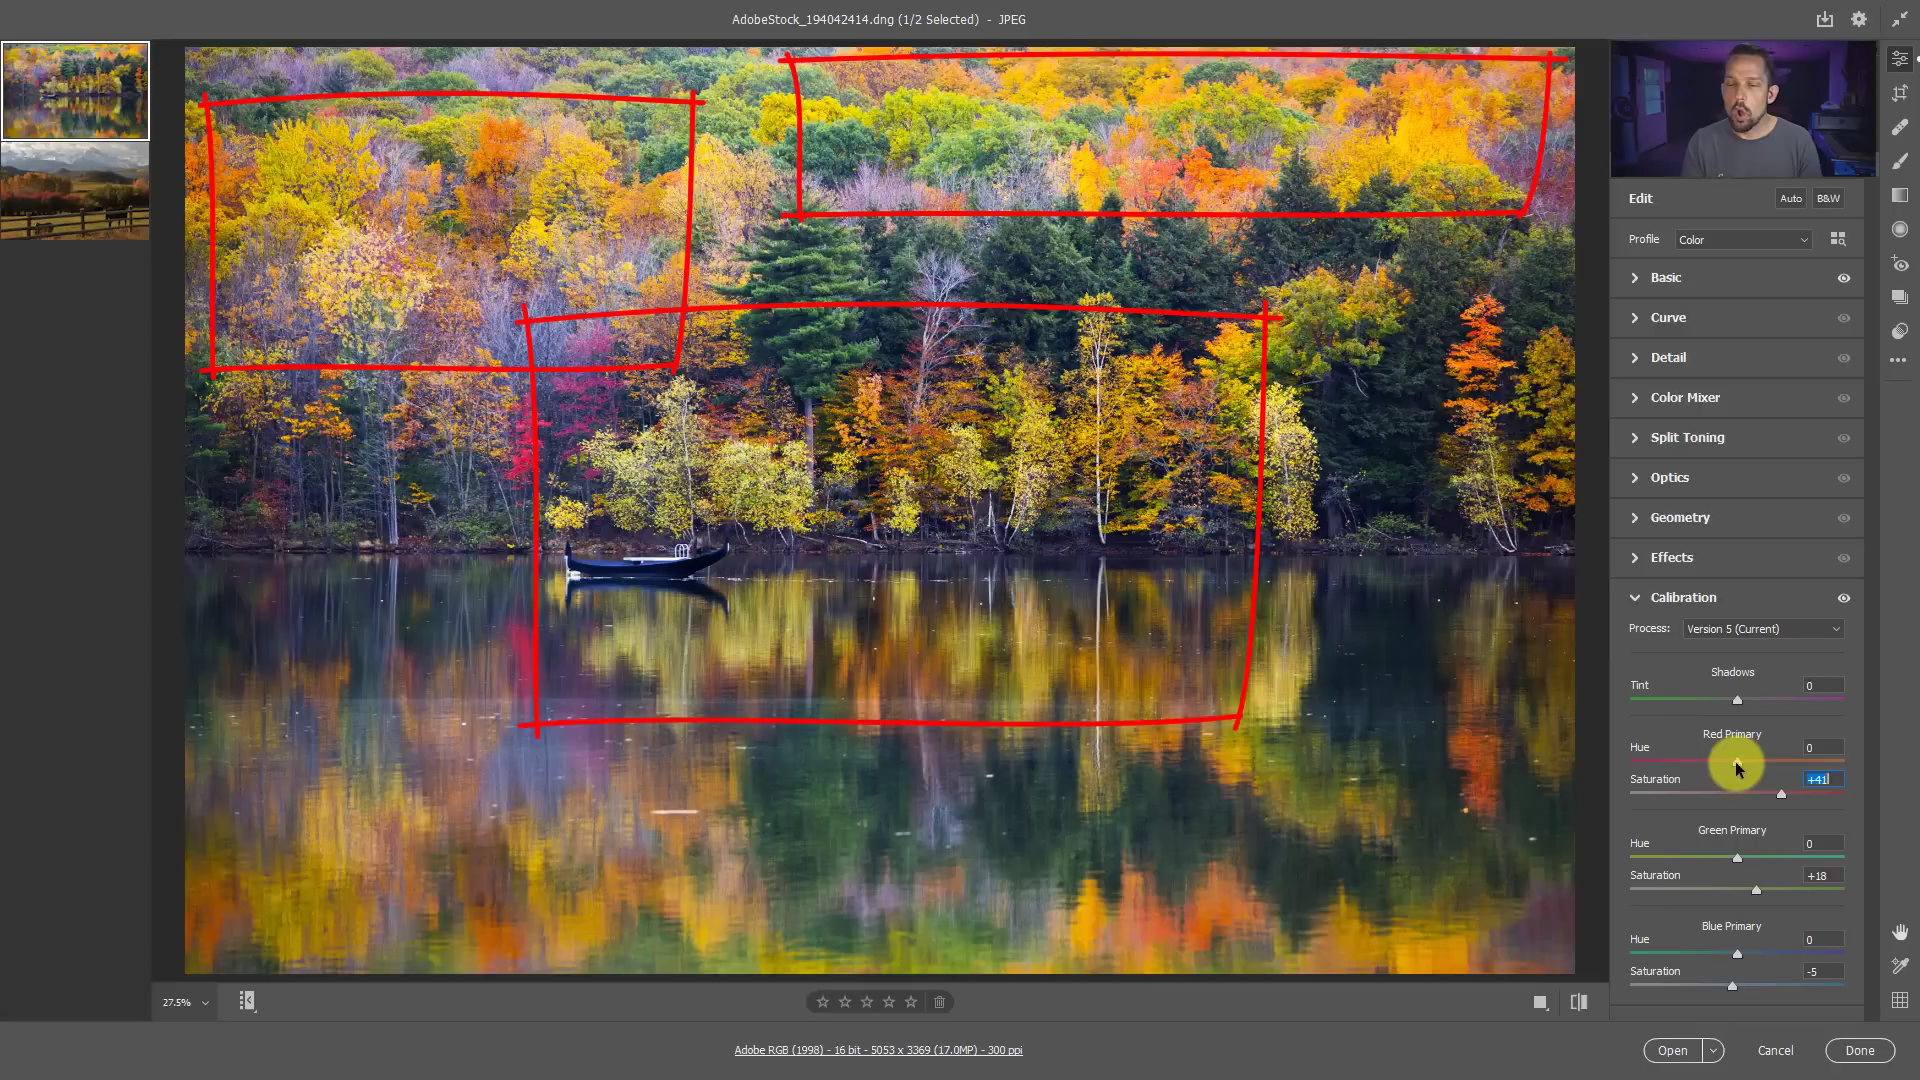 AdobeStock_194042414.dng (1/2 Selected) - JPEG
Edit
Auto
B&W
Profile
Color
Basic
Curve
Detail
Color Mixer
Split Toning
Optics
Geometry
Effects
Calibration
Process:
Version 5 (Current)
Shadows
Tint
0
Red Primary
Hue
0
Saturation
+41
Green Primary
Hue
0
Saturation
+18
Blue Primary
Hue
0
Saturation
-5
27.5%
Adobe RGB (1998) - 16 bit - 5053 x 3369 (17.0MP) - 300 ppi
Open
Cancel
Done